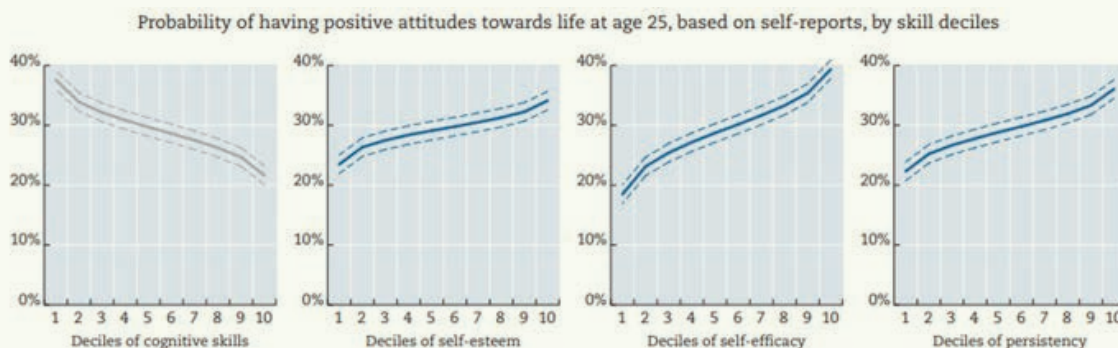 Probability of having positive attitudes towards life at age 25, based on self-reports, by skill deciles
40%
30%
20%
10%
0%
1 2 3 4 5 6 7 8 9 10
Deciles of cognitive skills
40%
30%
20%
10%
0%
1 2 3 4 5 6 7 8 9 10
Deciles of self-esteem
40%
30%
20%
10%
0%
1 2 3 4 5 6 7 8 9 10
Deciles of self-efficacy
40%
30%
20%
10%
0%
1 2 3 4 5 6 7 8 9 10
Deciles of persistency